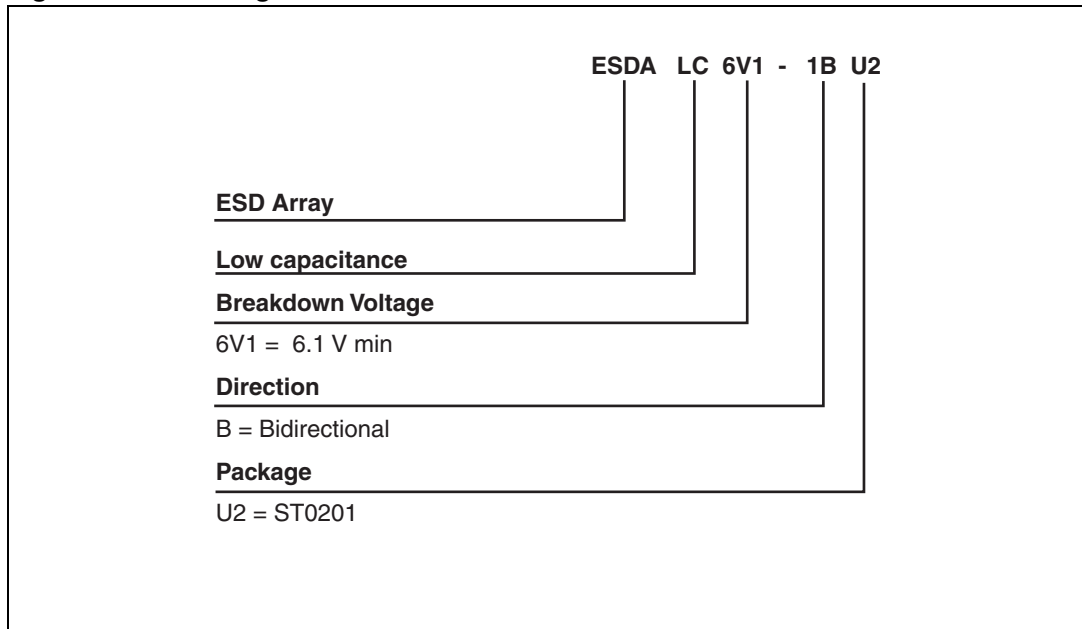 ESDA LC 6V1 - 1B U2
ESD Array
Low capacitance
Breakdown Voltage
6V1 = 6.1 V min
Direction
B = Bidirectional
Package
U2 = ST0201